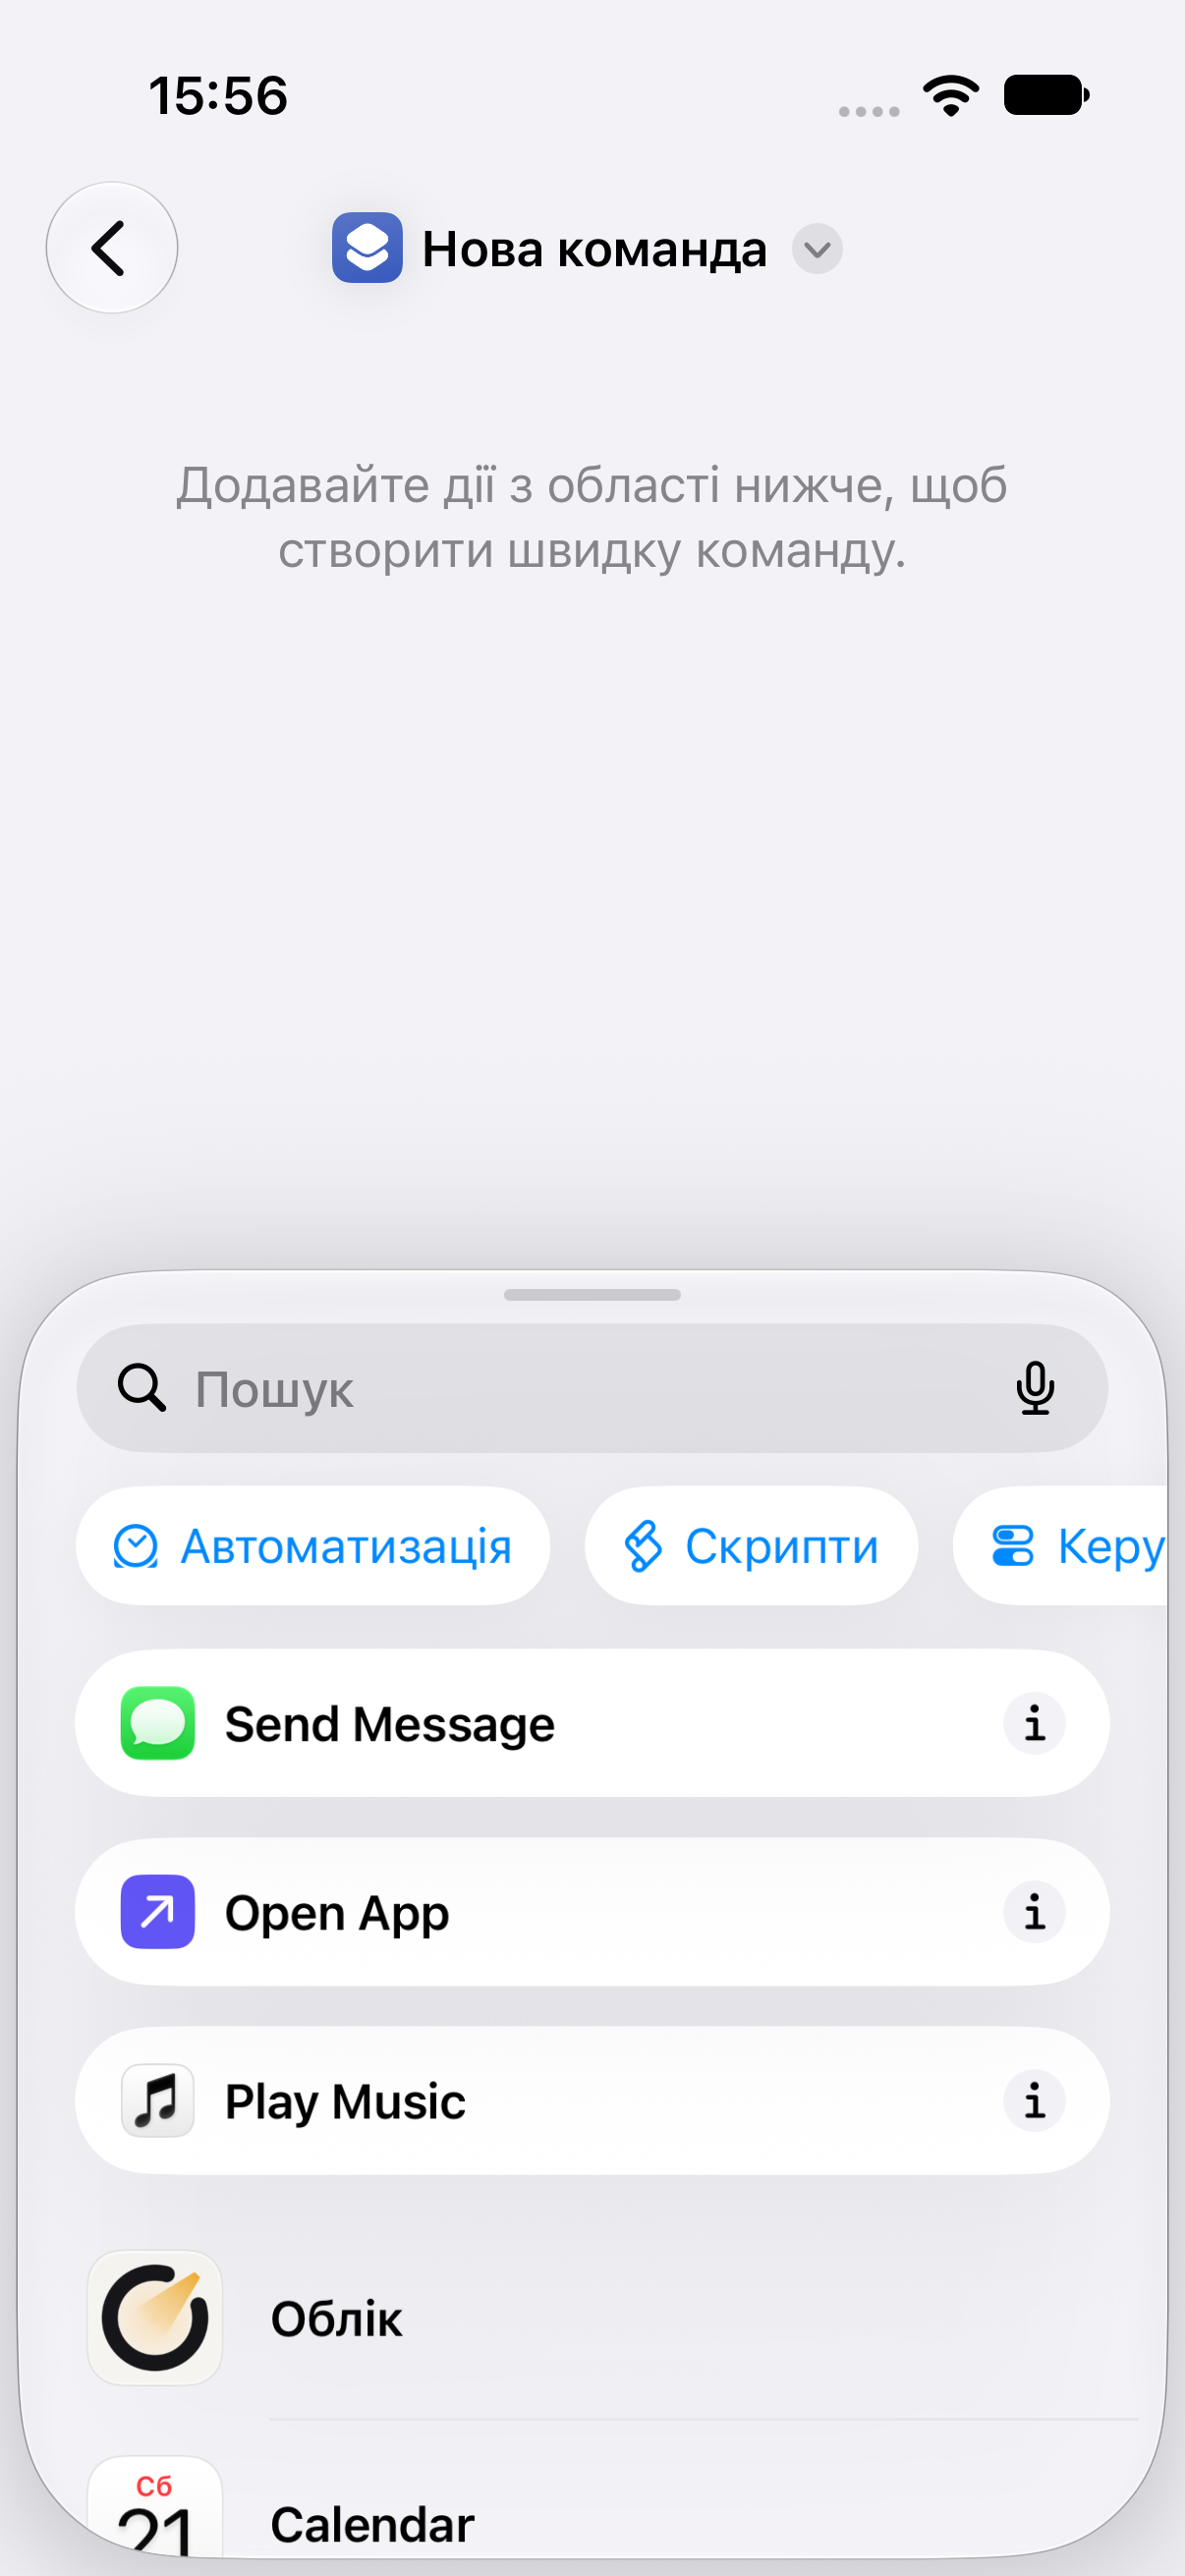 15:56
Нова команда
Додавайте дії з області нижче, щоб
створити швидку команду.
Пошук
Автоматизація Скрипти Керу
Send Message
Open App
Play Music
Облік
Сб
21
Calendar